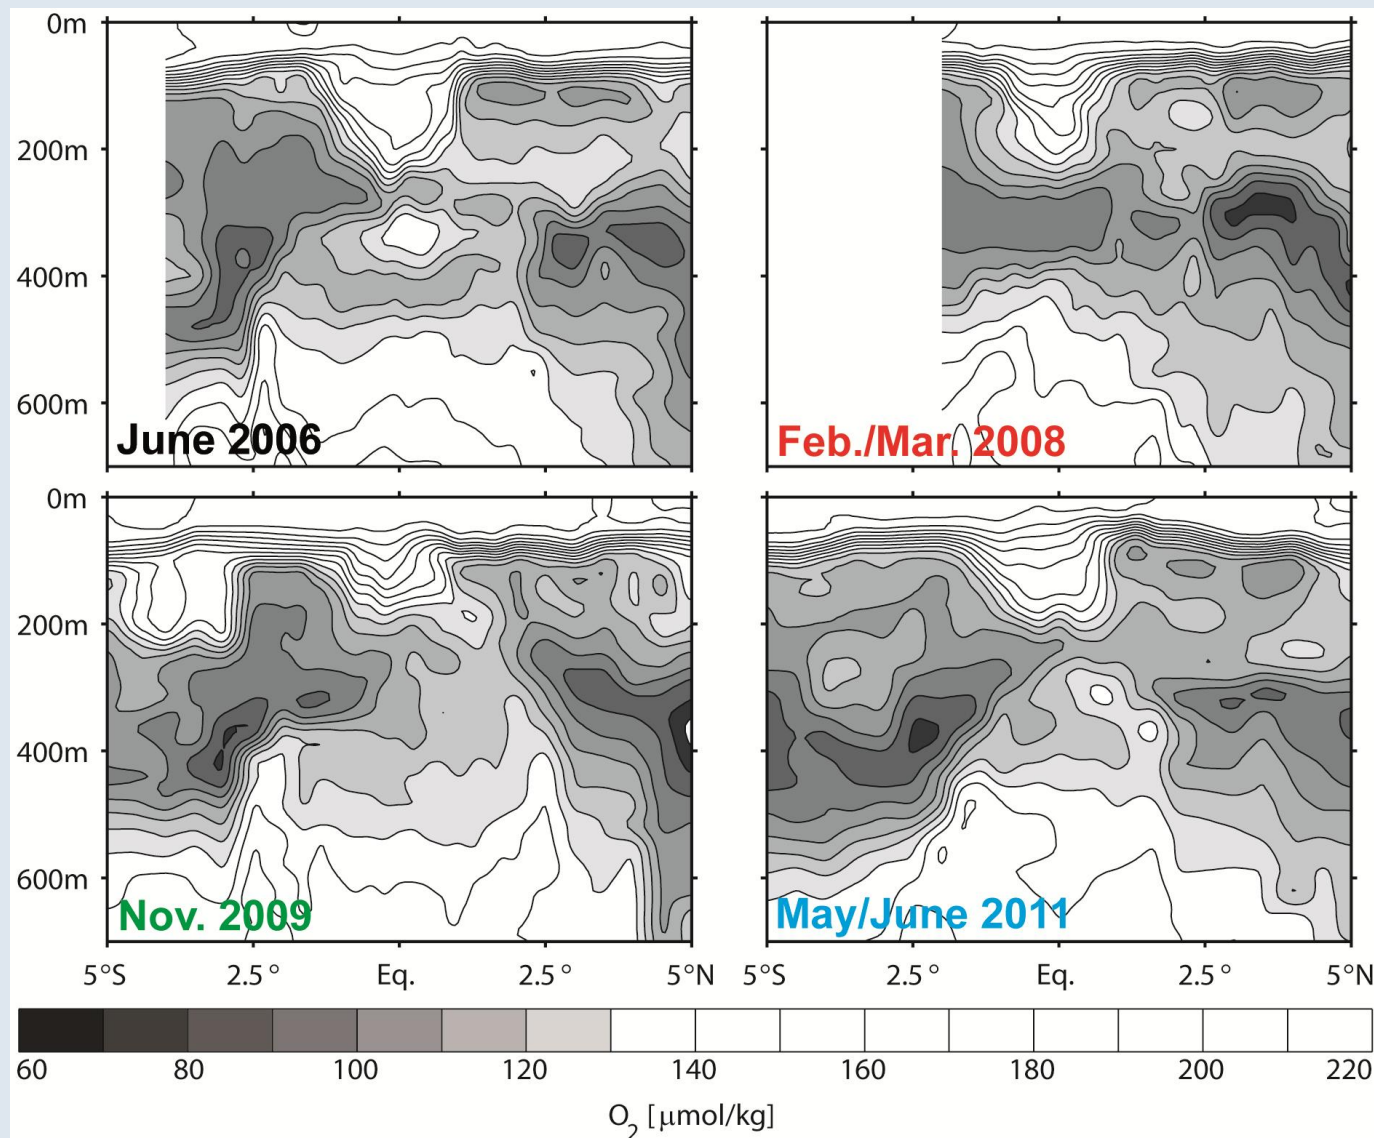 0m
200m
400m
600m
June 2006
Feb./Mar. 2008
0m
200m
400m
600m
Nov. 2009
May/June 2011
5°S 2.5° Eq. 2.5° 5°N
5°S 2.5° Eq. 2.5° 5°N
60 80 100 120 140 160 180 200 220
O₂ [µmol/kg]